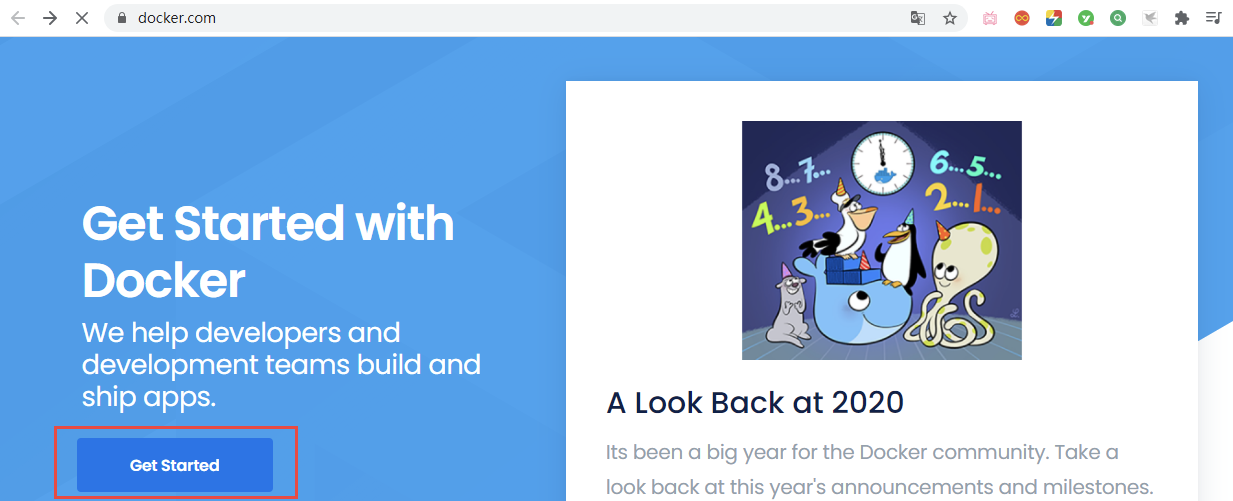 docker.com
Get Started with
Docker
We help developers and
development teams build and
ship apps.
Get Started
8...7...
6...5...
4...3...
2...1...
A Look Back at 2020
Its been a big year for the Docker community. Take a
look back at this year's announcements and milestones.